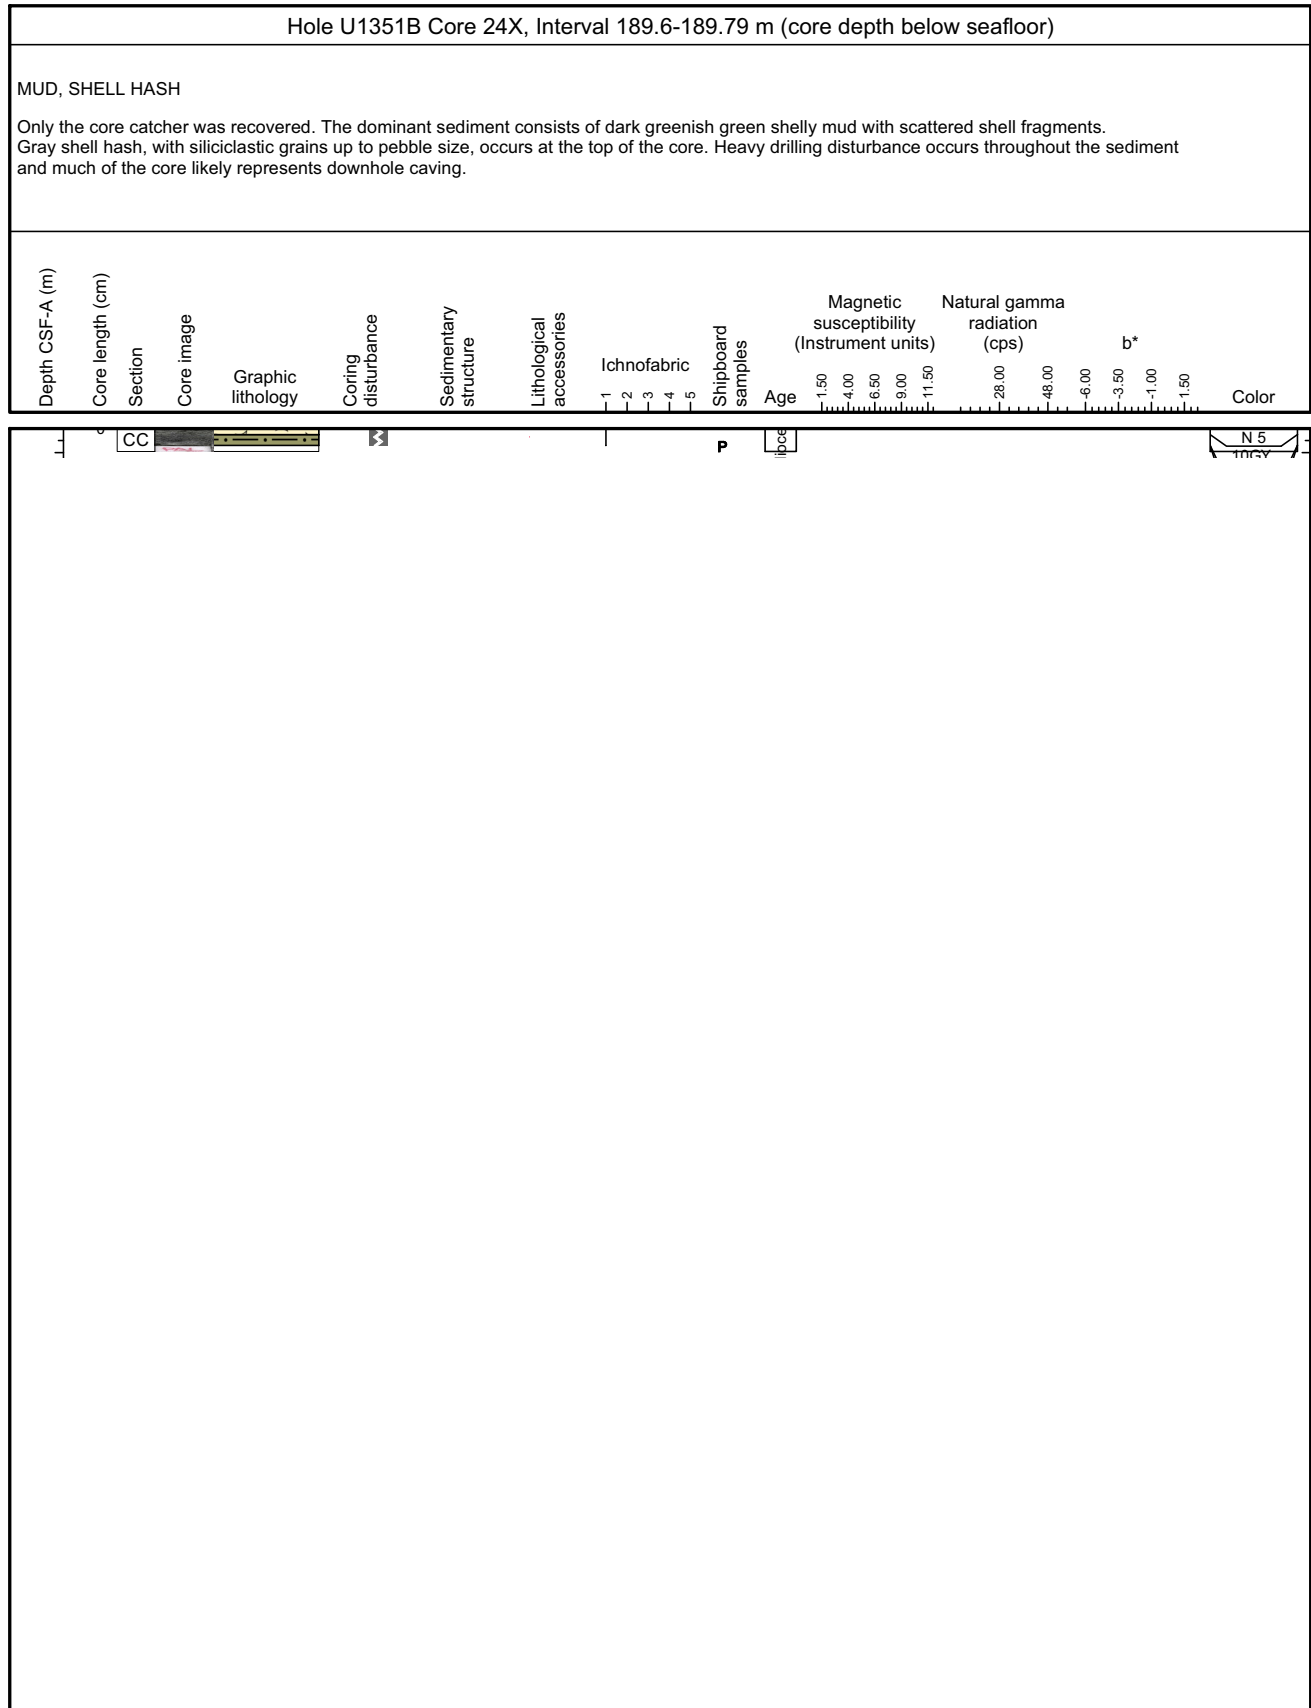 Hole U1351B Core 24X, Interval 189.6-189.79 m (core depth below seafloor)
MUD, SHELL HASH
Only the core catcher was recovered. The dominant sediment consists of dark greenish green shelly mud with scattered shell fragments.
Gray shell hash, with siliciclastic grains up to pebble size, occurs at the top of the core. Heavy drilling disturbance occurs throughout the sediment
and much of the core likely represents downhole caving.
Depth CSF-A (m)
Core length (cm)
Section
Core image
Graphic
lithology
Coring
disturbance
Sedimentary
structure
Lithological
accessories
Ichnofabric
1
2
3
4
5
Shipboard
samples
Age
Magnetic
susceptibility
(Instrument units)
1.50
4.00
6.50
9.00
11.50
Natural gamma
radiation
(cps)
28.00
48.00
b*
-6.00
-3.50
-1.00
1.50
Color
CC
P
N 5
10GY